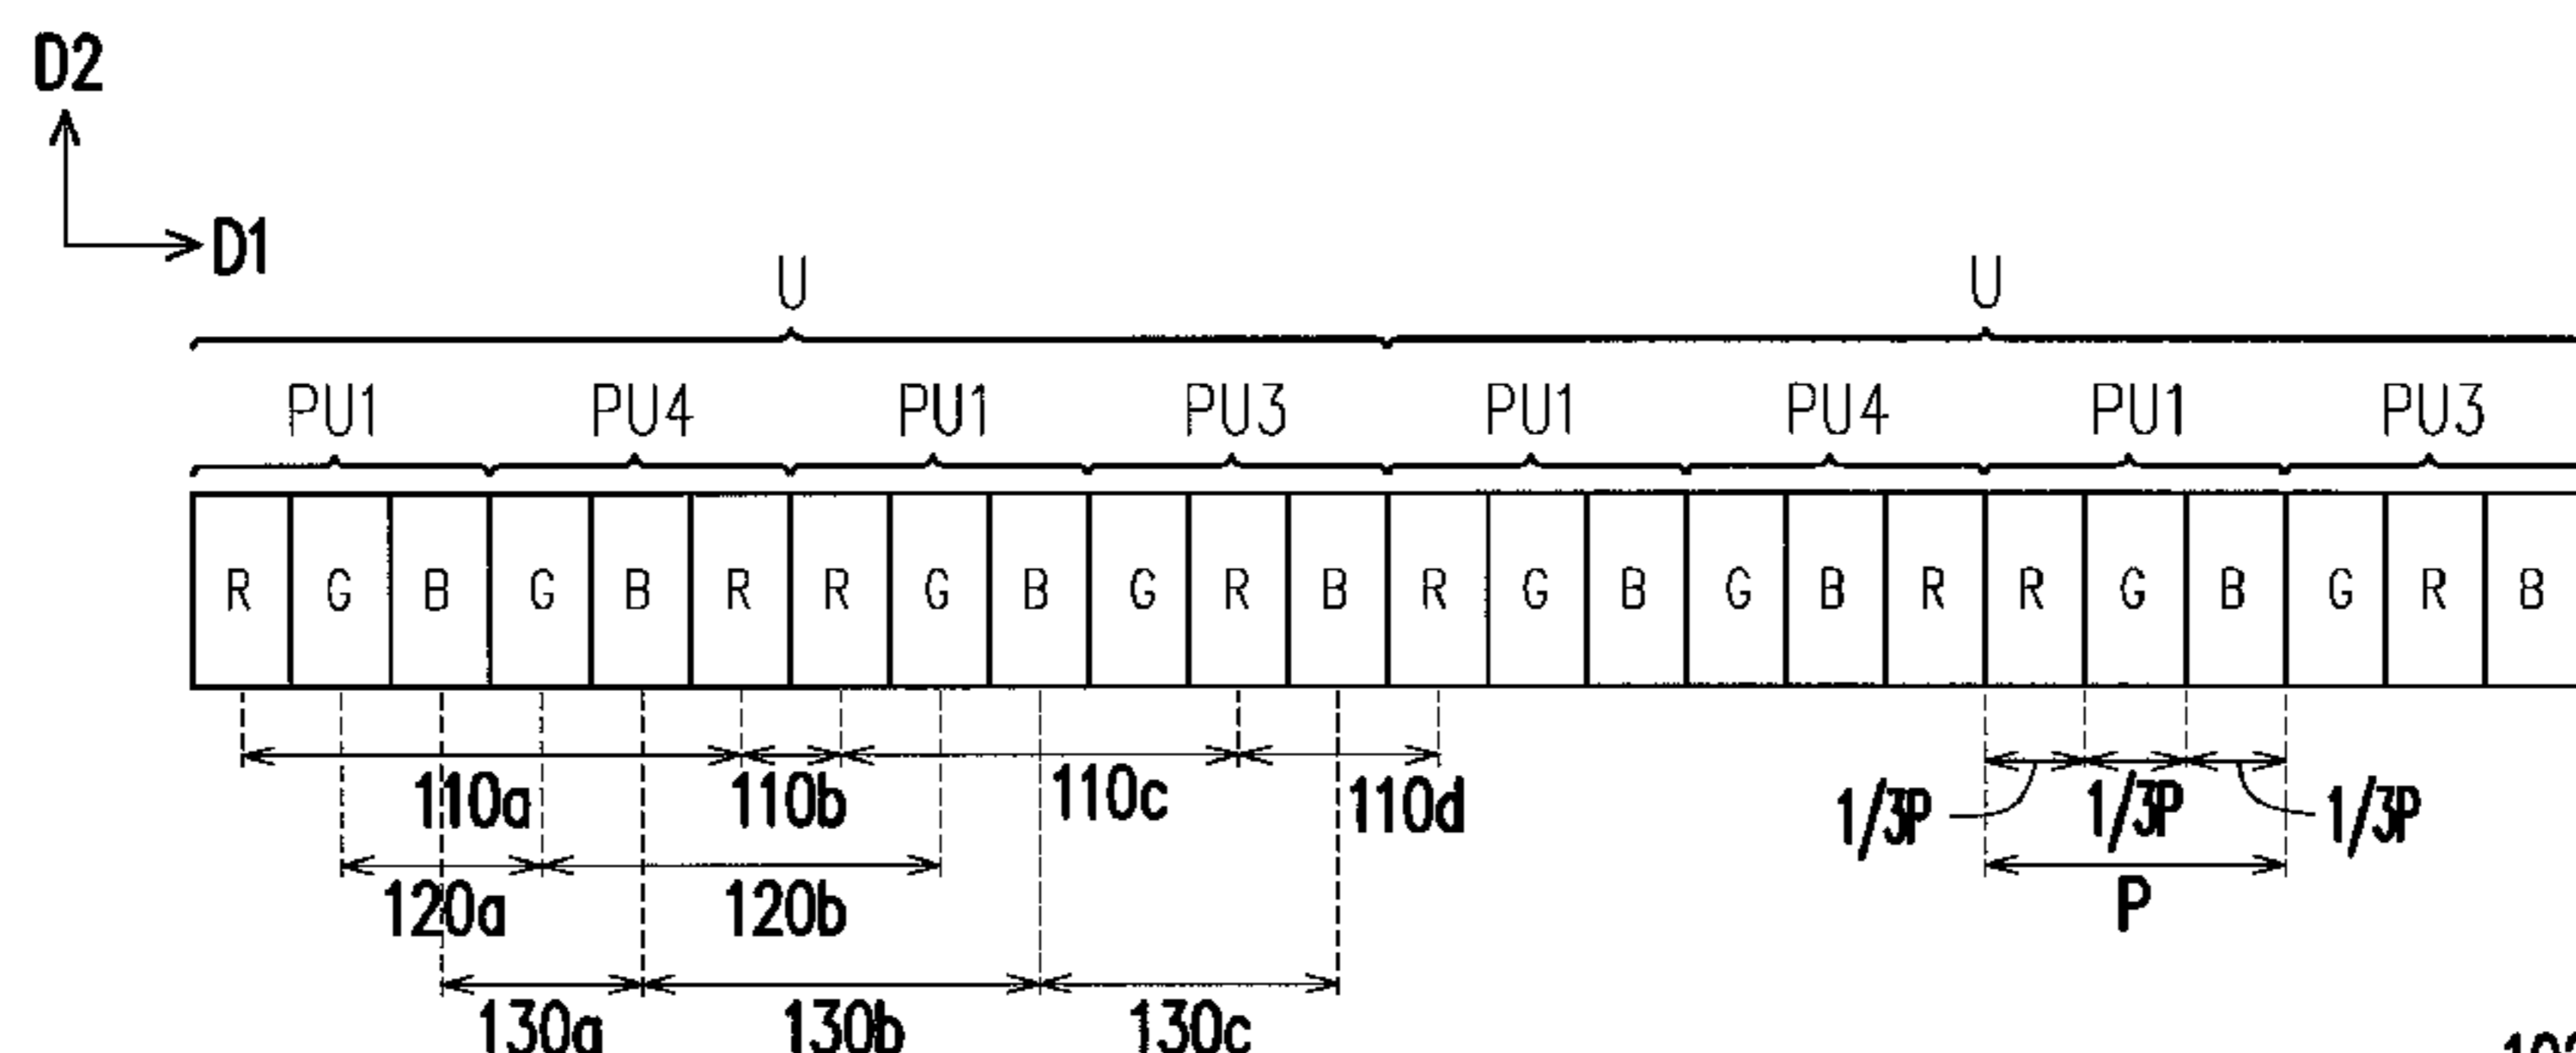 D2
D1
U U
PU1 PU4 PU1 PU3 PU1 PU4 PU1 PU3
R G B G B R R G B G R B R G B G B R R G B G R B
110a 110b 110c 110d 1/3P 1/3P 1/3P
120a 120b P
130a 130b 130c